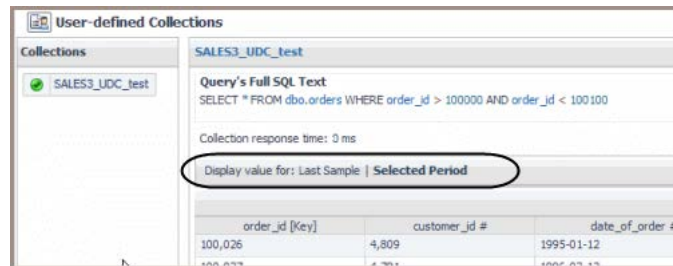 User-defined Collections
Collections
SALES3_UDC_test
SALES3_UDC_test
Query's Full SQL Text
SELECT * FROM dbo.orders WHERE order_id > 100000 AND order_id < 100100
Collection response time: 0 ms
Display value for: Last Sample | Selected Period
order_id [Key] customer_id # date_of_order #
100,026 4,809 1995-01-12